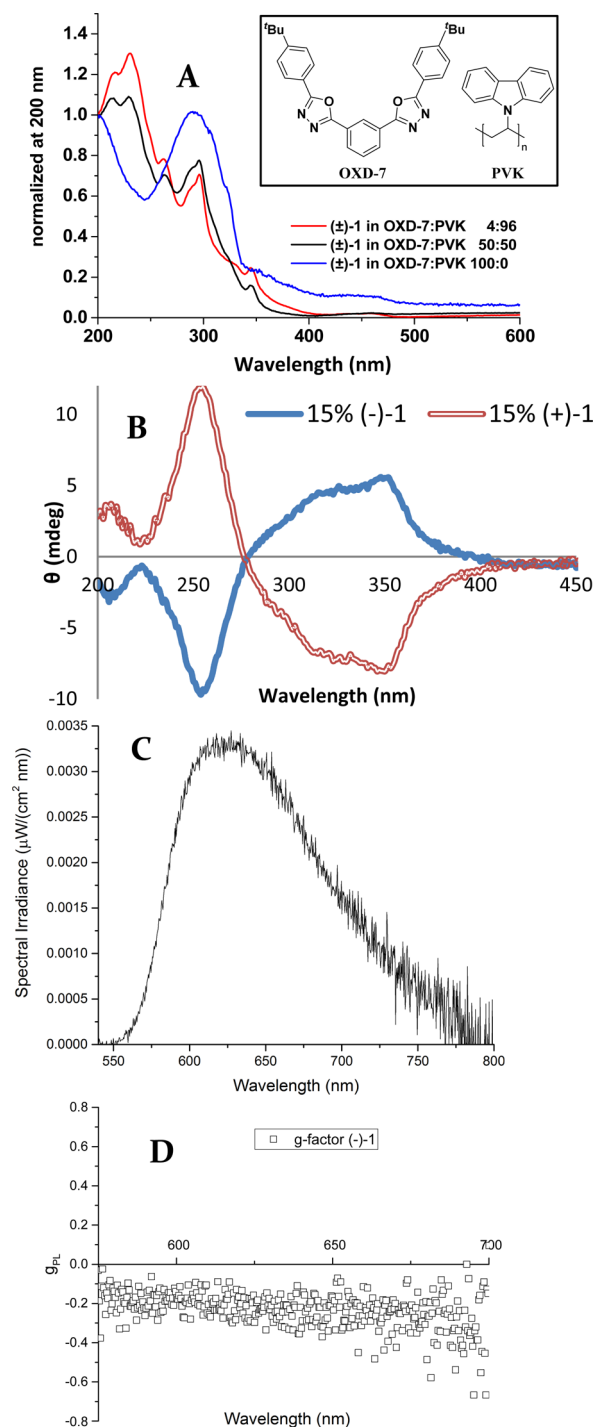 A
normalized at 200 nm
1.4
1.2
1.0
0.8
0.6
0.4
0.2
0.0
200
300
400
500
600
Wavelength (nm)
tBu
tBu
O
O
N-N
N-N
OXD-7
N
n
PVK
(±)-1 in OXD-7:PVK 4:96
(±)-1 in OXD-7:PVK 50:50
(±)-1 in OXD-7:PVK 100:0
B
15% (-)-1
15% (+)-1
θ (mdeg)
10
5
0
-5
-10
200
250
300
350
400
450
Wavelength (nm)
C
Spectral Irradiance (μW/(cm² nm))
0.0035
0.0030
0.0025
0.0020
0.0015
0.0010
0.0005
0.0000
550
575
600
625
650
675
700
725
750
775
800
Wavelength (nm)
D
g-factor (-)-1
gPL
0.8
0.6
0.4
0.2
0.0
-0.2
-0.4
-0.6
-0.8
600
650
700
Wavelength (nm)